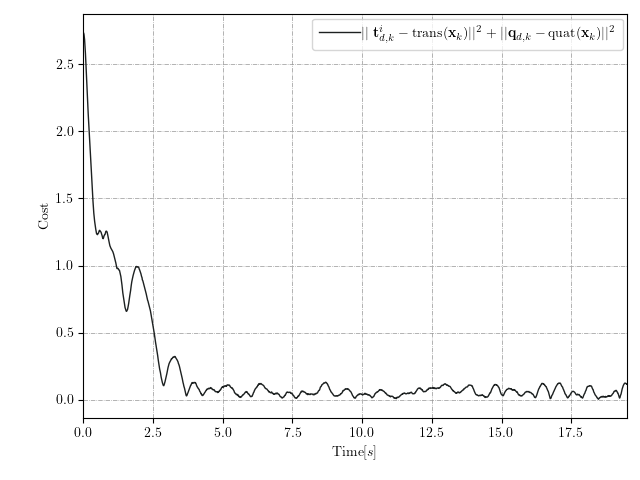 || t^i_{d,k} − trans(x_k)||^2 + ||q_{d,k} − quat(x_k)||^2
2.5
2.0
1.5
1.0
0.5
0.0
Cost
0.0 2.5 5.0 7.5 10.0 12.5 15.0 17.5
Time[s]